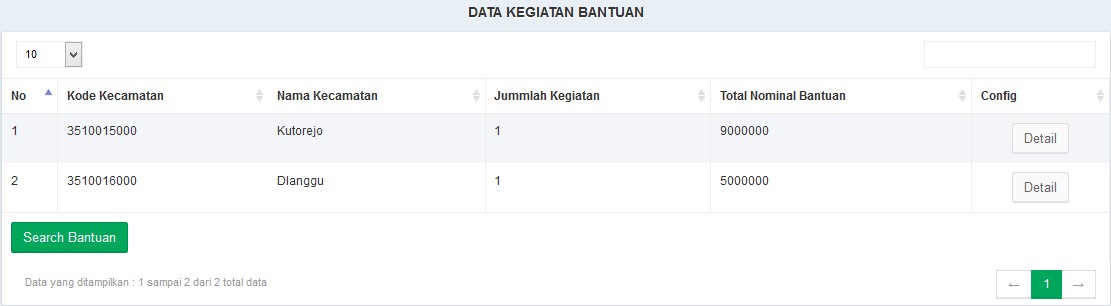 DATA KEGIATAN BANTUAN
10
No Kode Kecamatan Nama Kecamatan Jummlah Kegiatan Total Nominal Bantuan Config
1 3510015000 Kutorejo 1 9000000 Detail
2 3510016000 Dlanggu 1 5000000 Detail
Search Bantuan
Data yang ditampilkan : 1 sampai 2 dari 2 total data
← 1 →